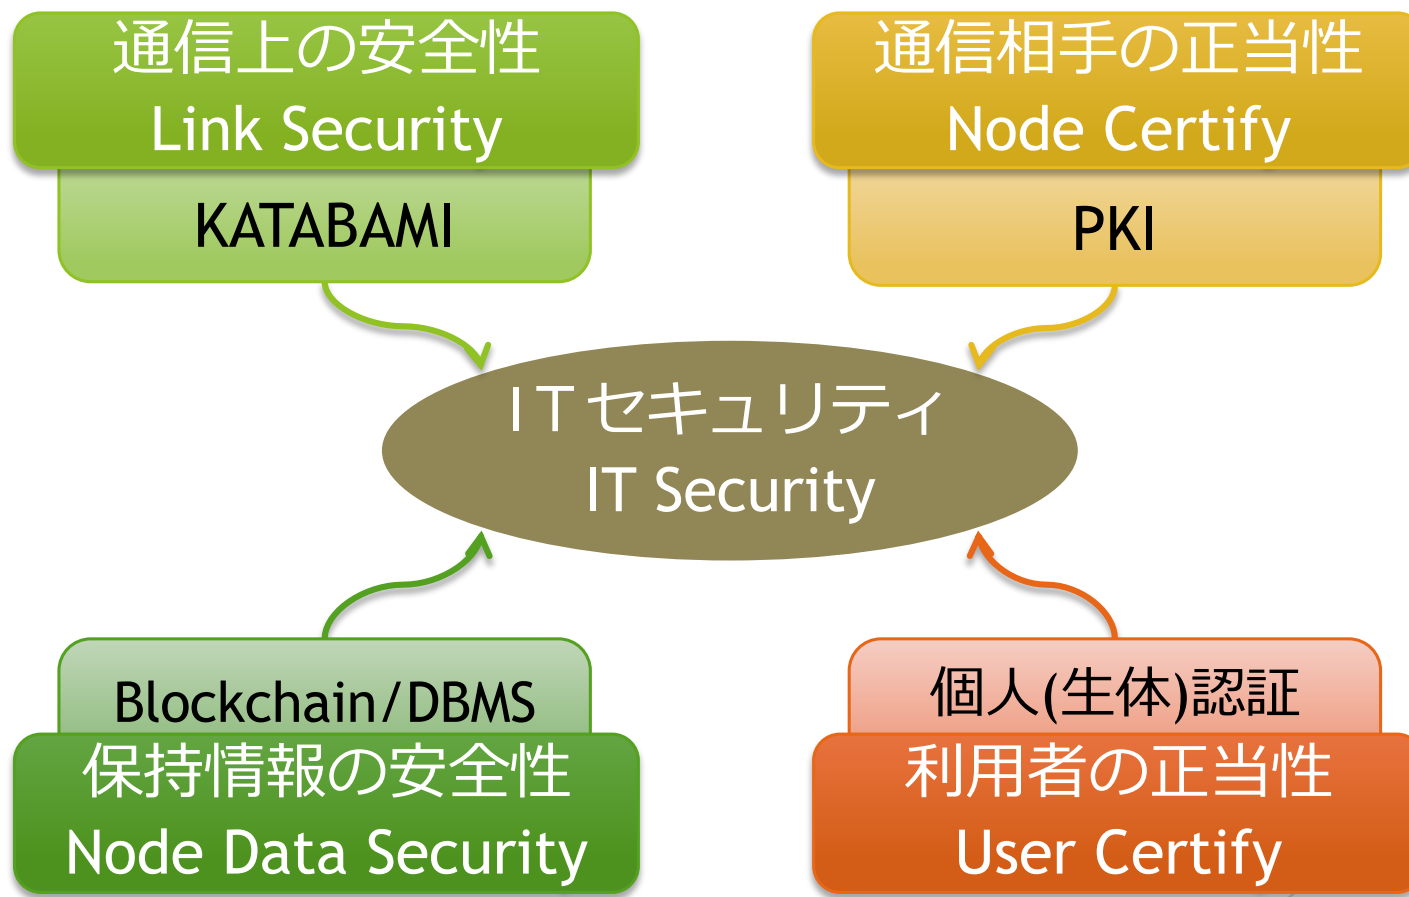 通信上の安全性
Link Security
KATABAMI
通信相手の正当性
Node Certify
PKI
ITセキュリティ
IT Security
Blockchain/DBMS
保持情報の安全性
Node Data Security
個人(生体)認証
利用者の正当性
User Certify